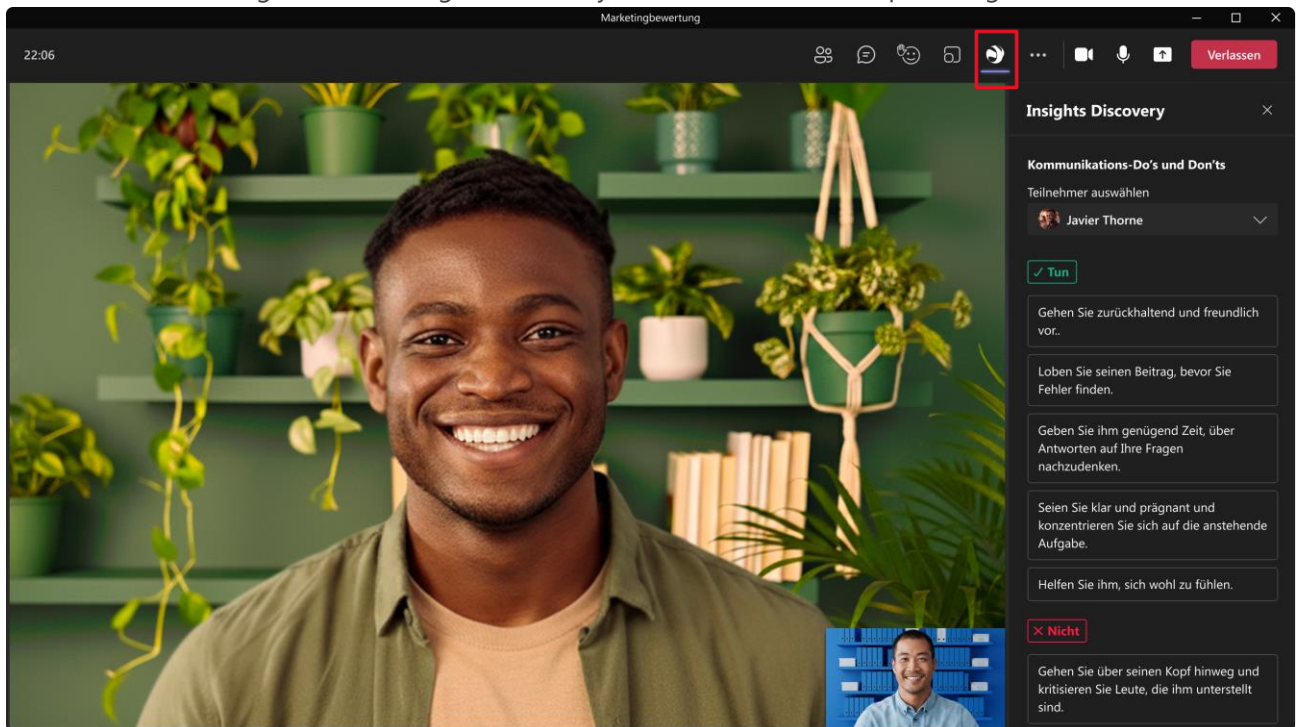 Marketingbewertung
22:06
Verlassen
Insights Discovery
Kommunikations-Do's und Don'ts
Teilnehmer auswählen
Javier Thorne
Tun
Gehen Sie zurückhaltend und freundlich
vor..
Loben Sie seinen Beitrag, bevor Sie
Fehler finden.
Geben Sie ihm genügend Zeit, über
Antworten auf Ihre Fragen
nachzudenken.
Seien Sie klar und prägnant und
konzentrieren Sie sich auf die anstehende
Aufgabe.
Helfen Sie ihm, sich wohl zu fühlen.
Nicht
Gehen Sie über seinen Kopf hinweg und
kritisieren Sie Leute, die ihm unterstellt
sind.